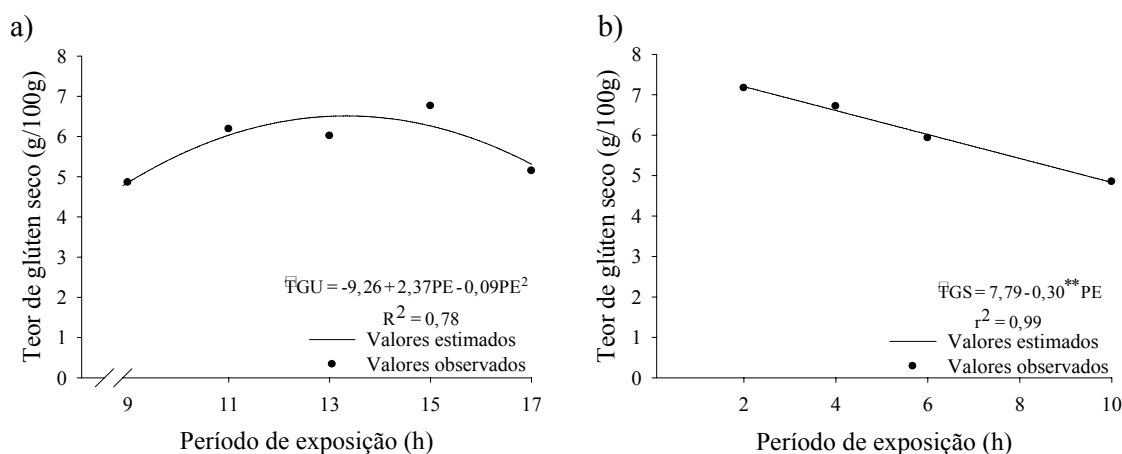 a)
Teor de glúten seco (g/100g)
8
7
6
5
4
3
2
1
0
TGU = -9,26 + 2,37PE - 0,09PE²
R² = 0,78
Valores estimados
Valores observados
9 11 13 15 17
Período de exposição (h)
b)
Teor de glúten seco (g/100g)
8
7
6
5
4
3
2
1
0
TGS = 7,79 - 0,30**PE
r² = 0,99
Valores estimados
Valores observados
2 4 6 8 10
Período de exposição (h)